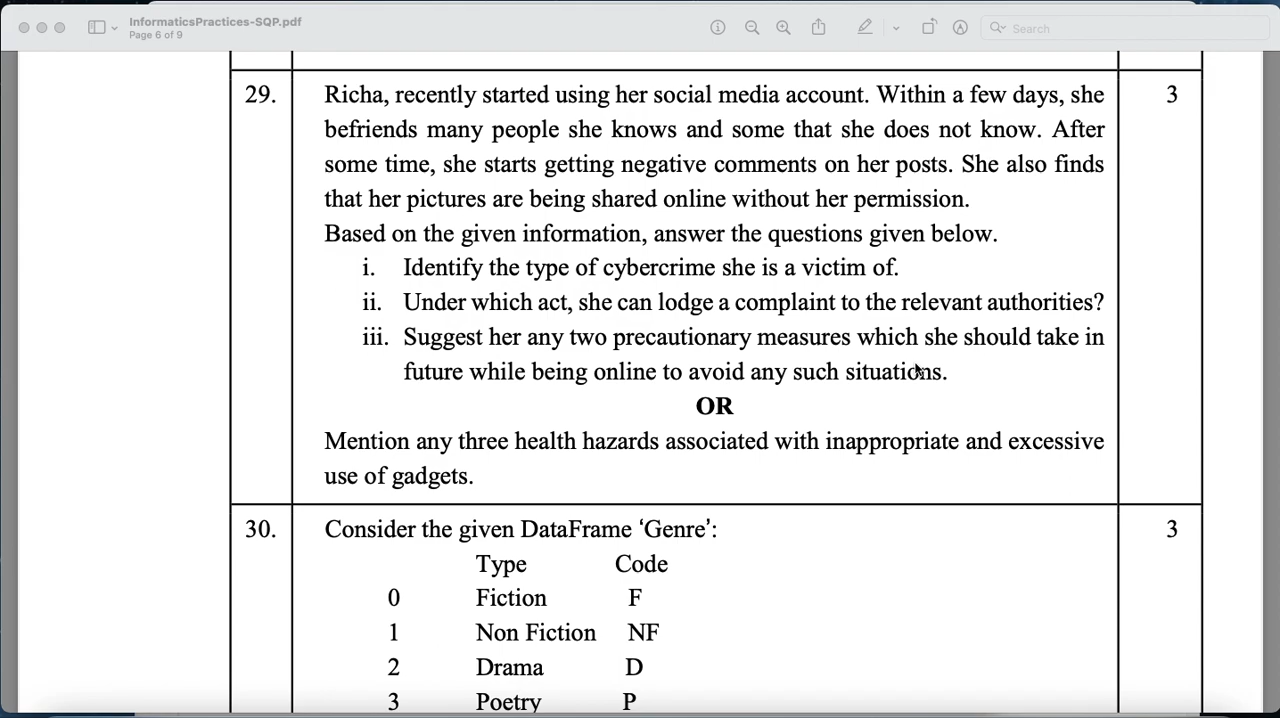 InformaticsPractices-SQP.pdf
Page 6 of 9
Search
29. Richa, recently started using her social media account. Within a few days, she 3
befriends many people she knows and some that she does not know. After
some time, she starts getting negative comments on her posts. She also finds
that her pictures are being shared online without her permission.
Based on the given information, answer the questions given below.
i. Identify the type of cybercrime she is a victim of.
ii. Under which act, she can lodge a complaint to the relevant authorities?
iii. Suggest her any two precautionary measures which she should take in
future while being online to avoid any such situations.
OR
Mention any three health hazards associated with inappropriate and excessive
use of gadgets.
30. Consider the given DataFrame ‘Genre’: 3
Type Code
0 Fiction F
1 Non Fiction NF
2 Drama D
3 Poetry P